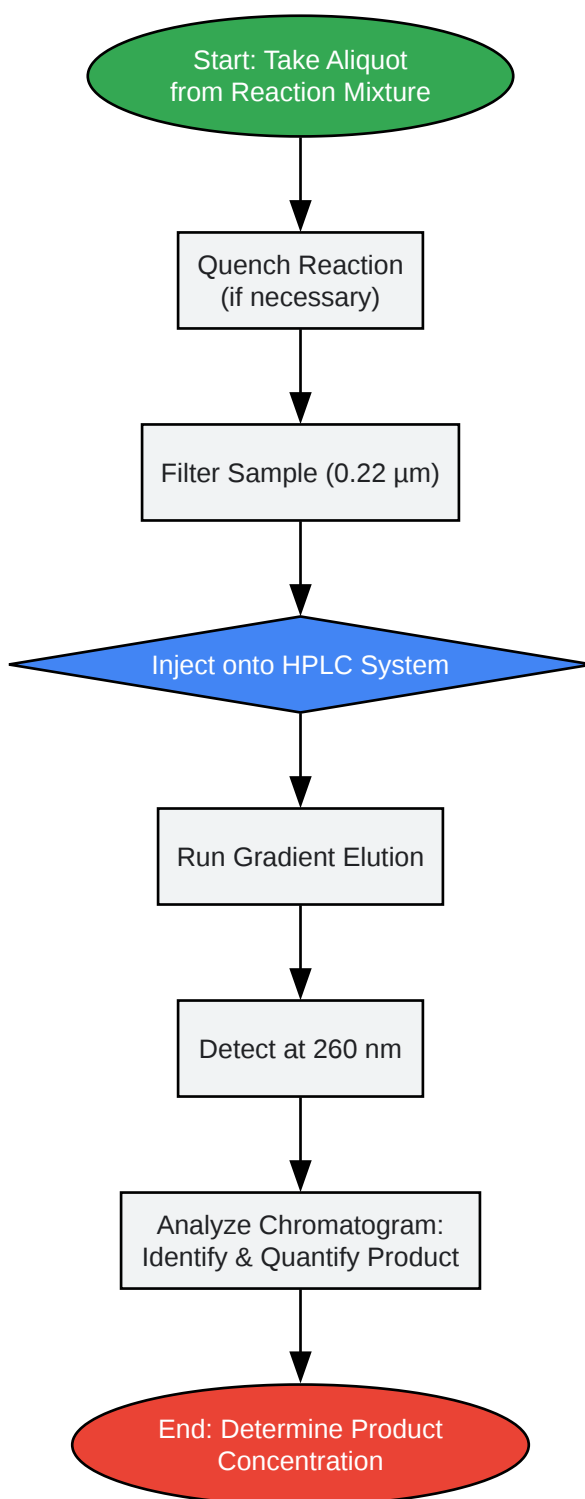 Start: Take Aliquot
from Reaction Mixture
Quench Reaction
(if necessary)
Filter Sample (0.22 µm)
Inject onto HPLC System
Run Gradient Elution
Detect at 260 nm
Analyze Chromatogram:
Identify & Quantify Product
End: Determine Product
Concentration